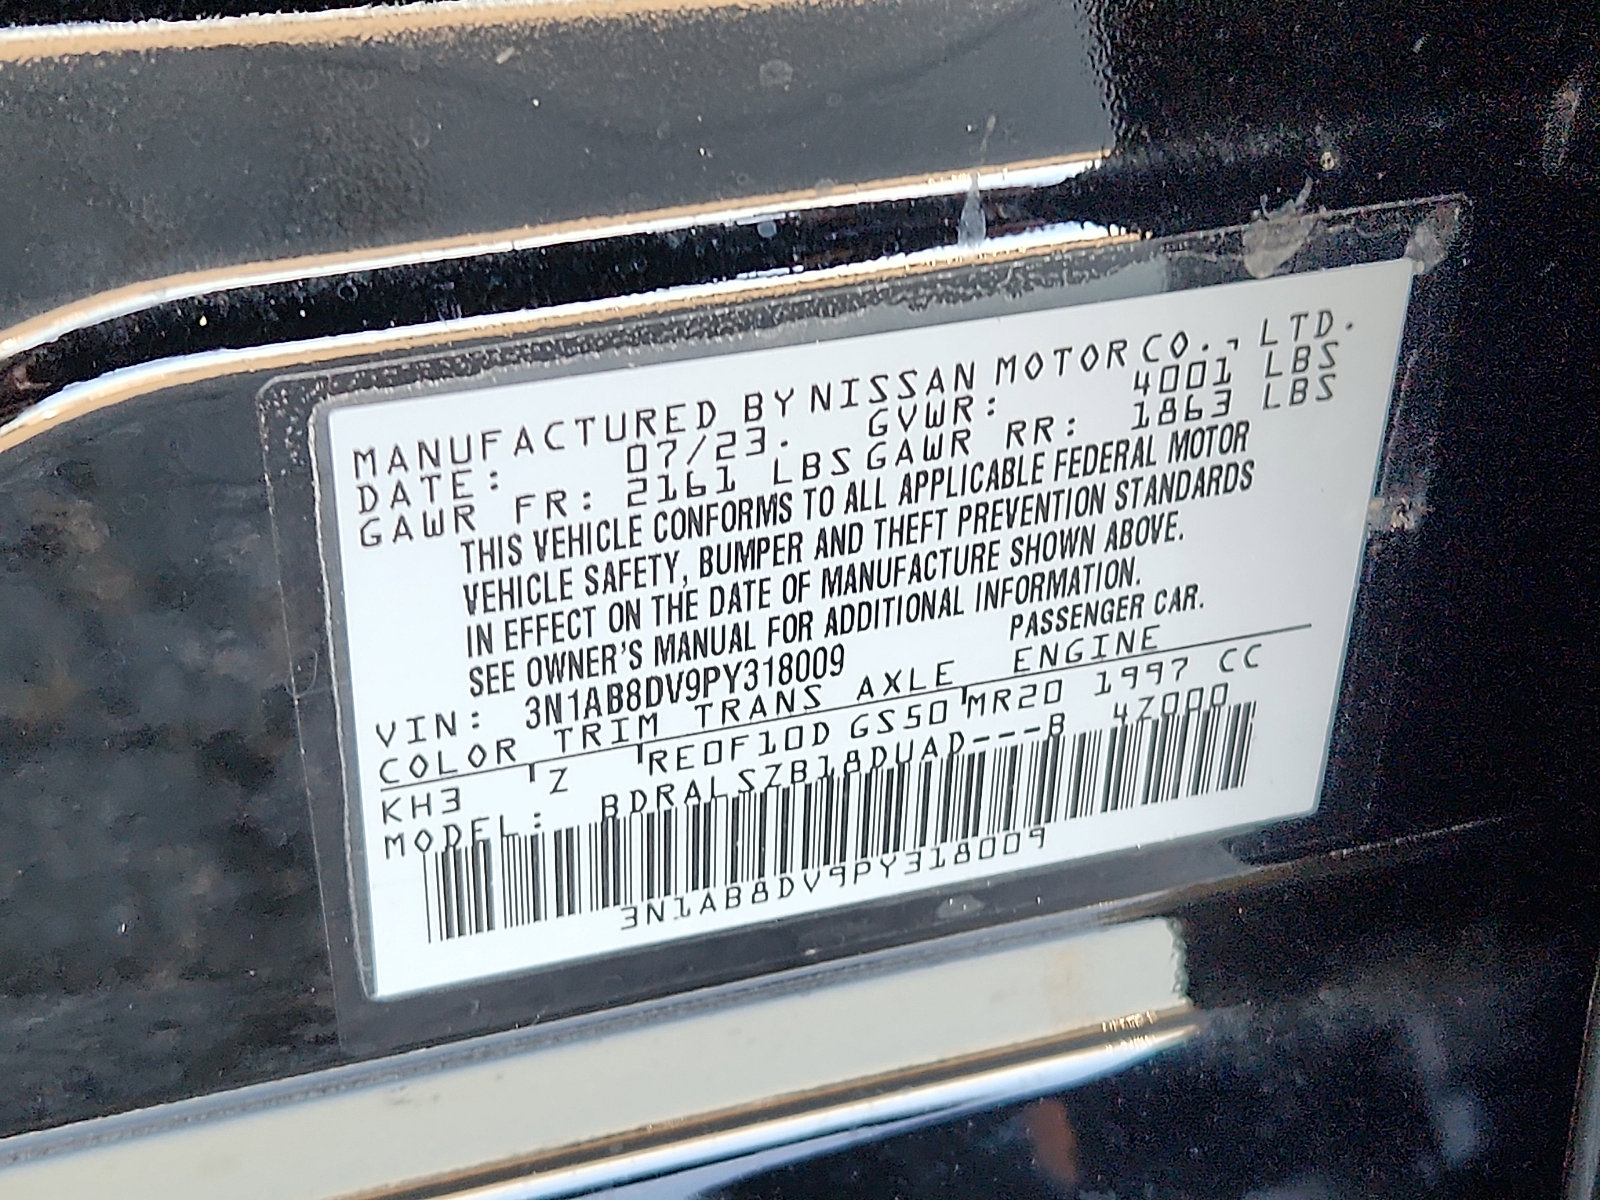 MANUFACTURED BY NISSAN MOTOR CO., LTD.
DATE: 07/23. GVWR: 4001 LBS
GAWR FR: 2161 LBS GAWR RR: 1863 LBS
THIS VEHICLE CONFORMS TO ALL APPLICABLE FEDERAL MOTOR
VEHICLE SAFETY, BUMPER AND THEFT PREVENTION STANDARDS
IN EFFECT ON THE DATE OF MANUFACTURE SHOWN ABOVE.
SEE OWNER'S MANUAL FOR ADDITIONAL INFORMATION.
VIN: 3N1AB8DV9PY318009 PASSENGER CAR.
COLOR TRIM TRANS AXLE ENGINE
KH3 Z RE0F10D GS50 MR20 1997 CC
MODEL: BDRALSZB18DUAD---B 47000
3N1AB8DV9PY318009